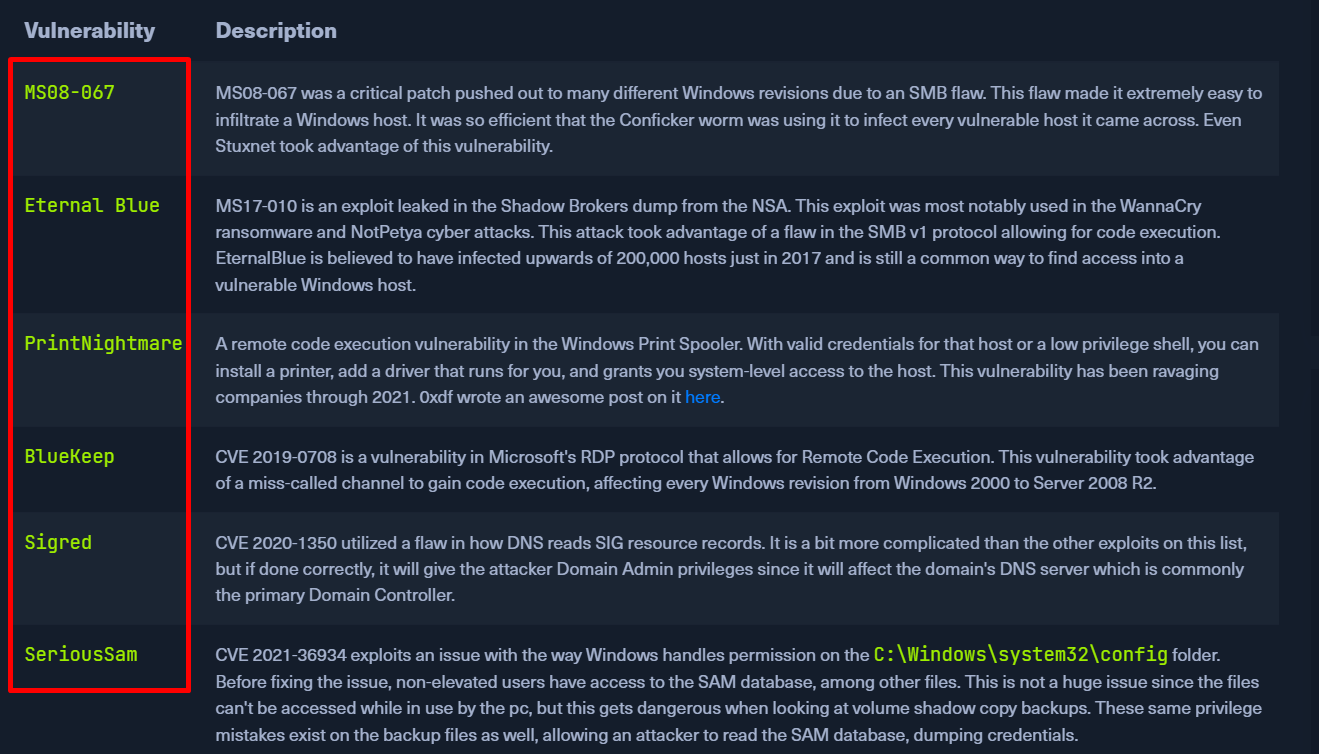 Vulnerability Description
MS08-067 MS08-067 was a critical patch pushed out to many different Windows revisions due to an SMB flaw. This flaw made it extremely easy to
infiltrate a Windows host. It was so efficient that the Conficker worm was using it to infect every vulnerable host it came across. Even
Stuxnet took advantage of this vulnerability.
Eternal Blue MS17-010 is an exploit leaked in the Shadow Brokers dump from the NSA. This exploit was most notably used in the WannaCry
ransomware and NotPetya cyber attacks. This attack took advantage of a flaw in the SMB v1 protocol allowing for code execution.
EternalBlue is believed to have infected upwards of 200,000 hosts just in 2017 and is still a common way to find access into a
vulnerable Windows host.
PrintNightmare A remote code execution vulnerability in the Windows Print Spooler. With valid credentials for that host or a low privilege shell, you can
install a printer, add a driver that runs for you, and grants you system-level access to the host. This vulnerability has been ravaging
companies through 2021. 0xdf wrote an awesome post on it here.
BlueKeep CVE 2019-0708 is a vulnerability in Microsoft's RDP protocol that allows for Remote Code Execution. This vulnerability took advantage
of a miss-called channel to gain code execution, affecting every Windows revision from Windows 2000 to Server 2008 R2.
Sigred CVE 2020-1350 utilized a flaw in how DNS reads SIG resource records. It is a bit more complicated than the other exploits on this list,
but if done correctly, it will give the attacker Domain Admin privileges since it will affect the domain's DNS server which is commonly
the primary Domain Controller.
SeriousSam CVE 2021-36934 exploits an issue with the way Windows handles permission on the C:\Windows\system32\config folder.
Before fixing the issue, non-elevated users have access to the SAM database, among other files. This is not a huge issue since the files
can't be accessed while in use by the pc, but this gets dangerous when looking at volume shadow copy backups. These same privilege
mistakes exist on the backup files as well, allowing an attacker to read the SAM database, dumping credentials.